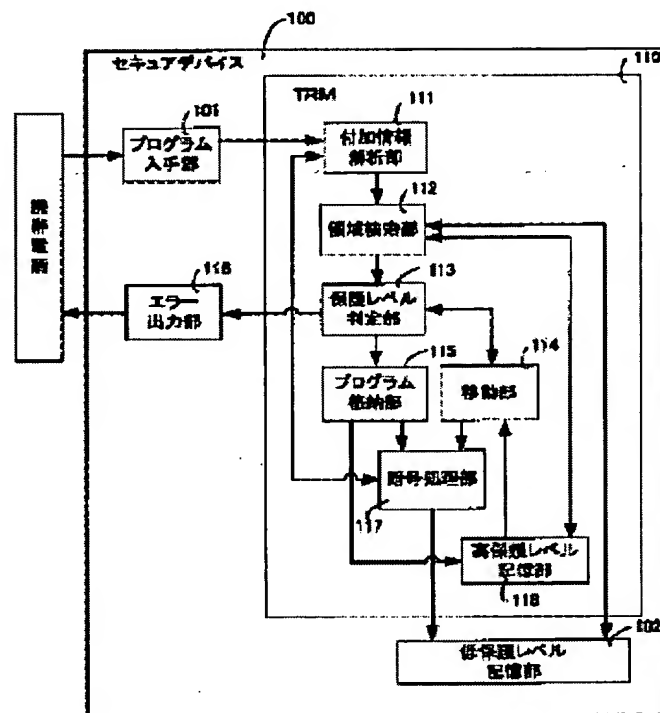 100
セキュアデバイス
110
TRM
101
プログラム
入手部
111
付加情報
解析部
112
領域検索部
携帯電話
116
エラー
出力部
113
保護レベル
判定部
115
プログラム
格納部
114
移動部
暗号処理部
117
高保護レベル
記憶部
118
102
低保護レベル
記憶部